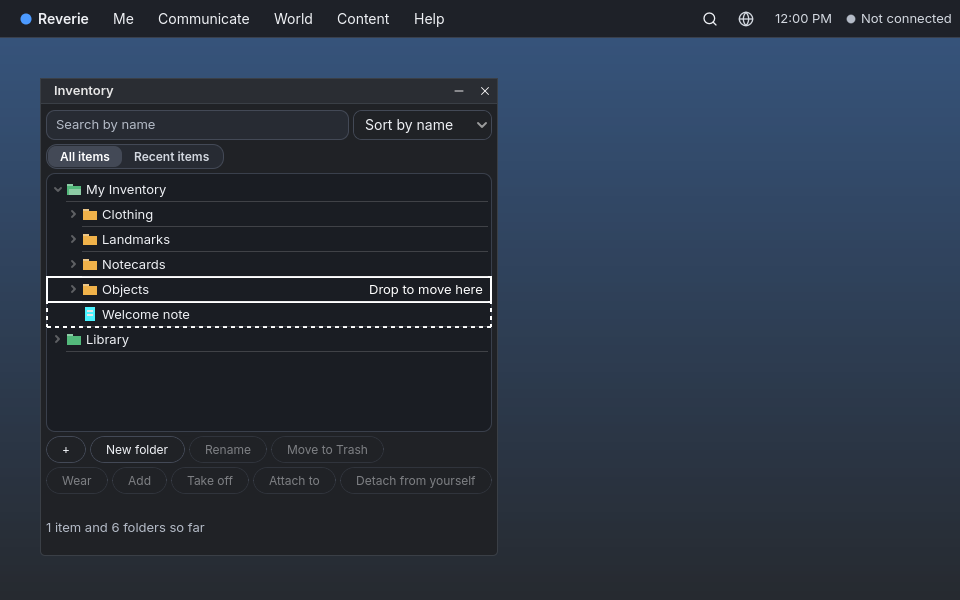 Reverie Me Communicate World Content Help 12:00 PM Not connected
Inventory
Search by name Sort by name
All items Recent items
My Inventory
Clothing
Landmarks
Notecards
Objects Drop to move here
Welcome note
Library
+ New folder Rename Move to Trash
Wear Add Take off Attach to Detach from yourself
1 item and 6 folders so far